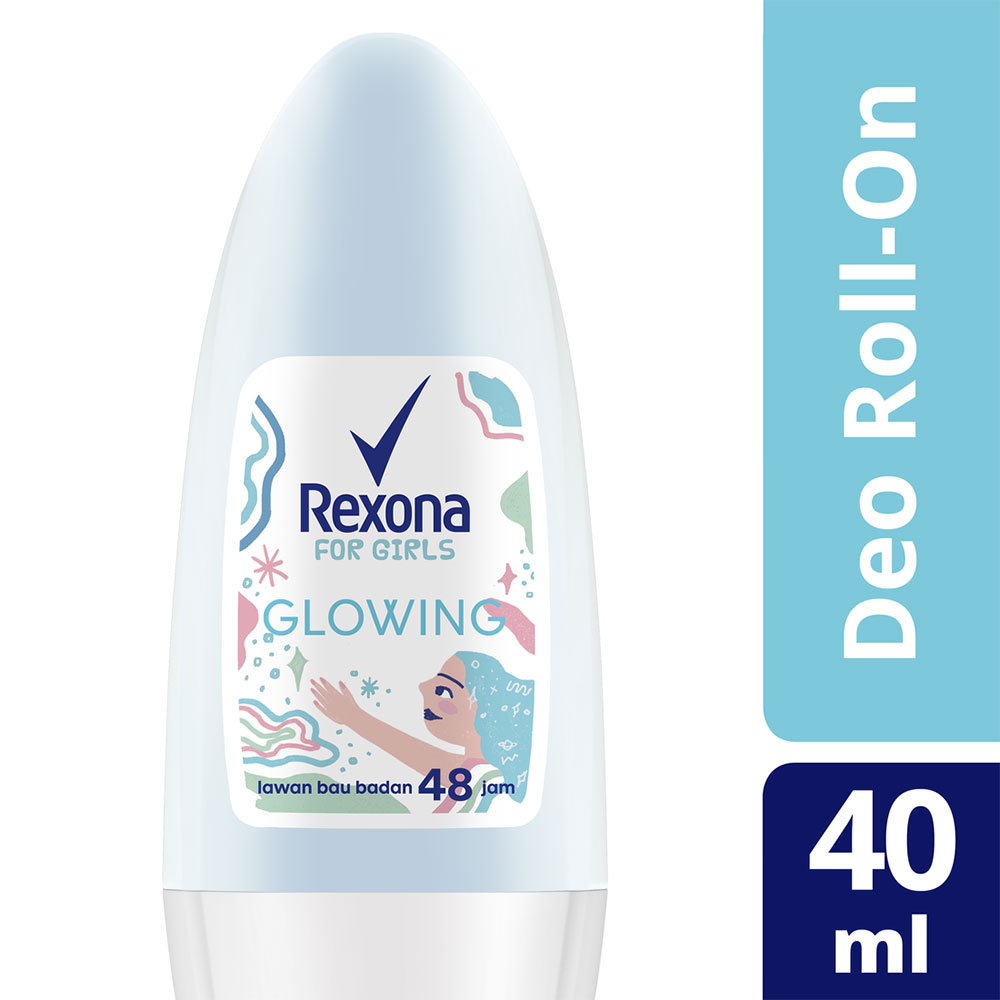 Rexona
FOR GIRLS
GLOWING
lawan bau badan 48 jam
Deo Roll-On
40
ml